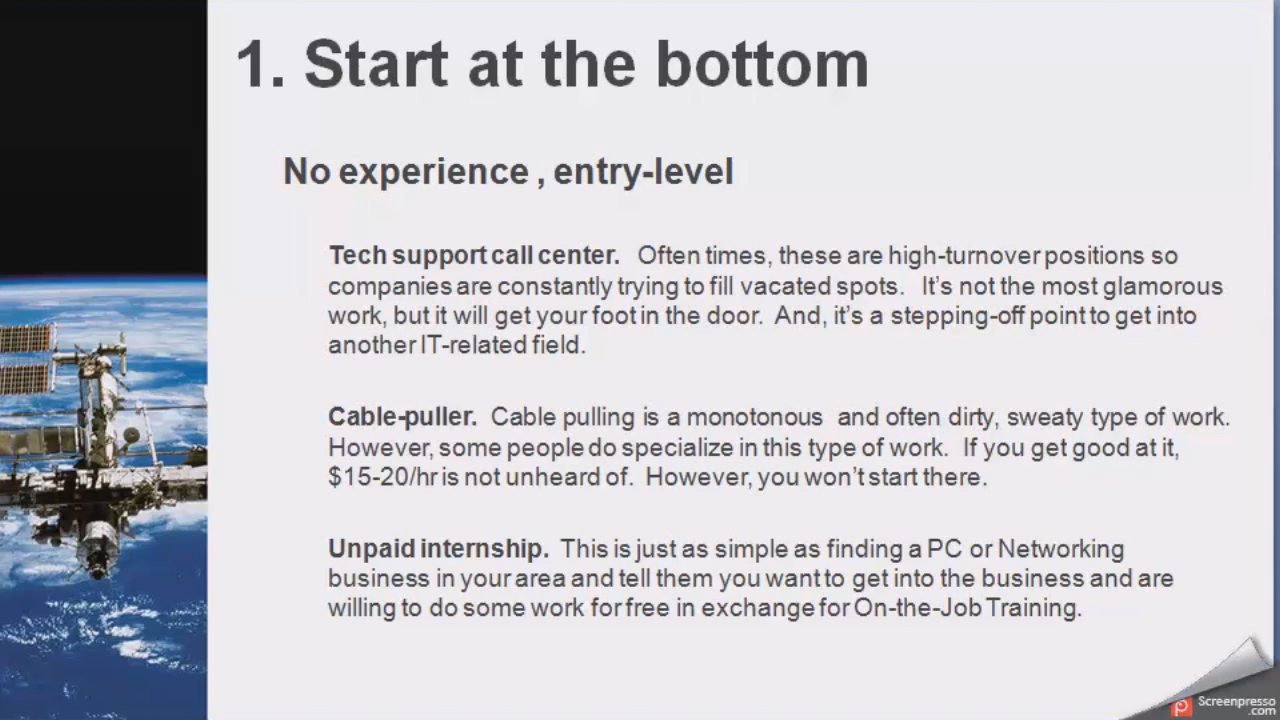 1. Start at the bottom
No experience , entry-level
Tech support call center. Often times, these are high-turnover positions so
companies are constantly trying to fill vacated spots. It's not the most glamorous
work, but it will get your foot in the door. And, it's a stepping-off point to get into
another IT-related field.
Cable-puller. Cable pulling is a monotonous and often dirty, sweaty type of work.
However, some people do specialize in this type of work. If you get good at it,
$15-20/hr is not unheard of. However, you won't start there.
Unpaid internship. This is just as simple as finding a PC or Networking
business in your area and tell them you want to get into the business and are
willing to do some work for free in exchange for On-the-Job Training.
Screenpresso
.com